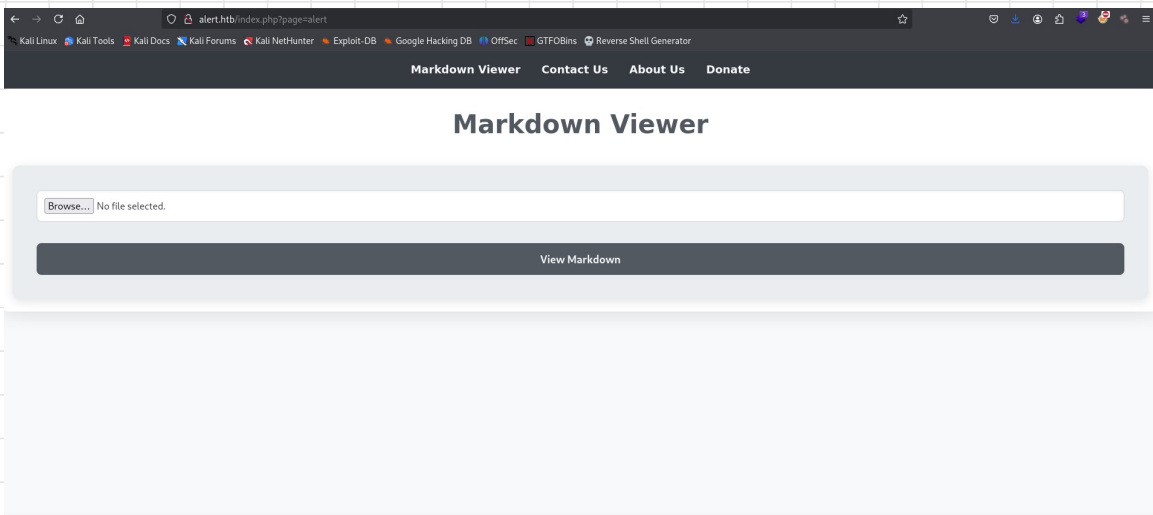 alert.htb/index.php?page=alert
Kali Linux Kali Tools Kali Docs Kali Forums Kali NetHunter Exploit-DB Google Hacking DB OffSec GTFOBins Reverse Shell Generator
Markdown Viewer Contact Us About Us Donate
Markdown Viewer
Browse... No file selected.
View Markdown